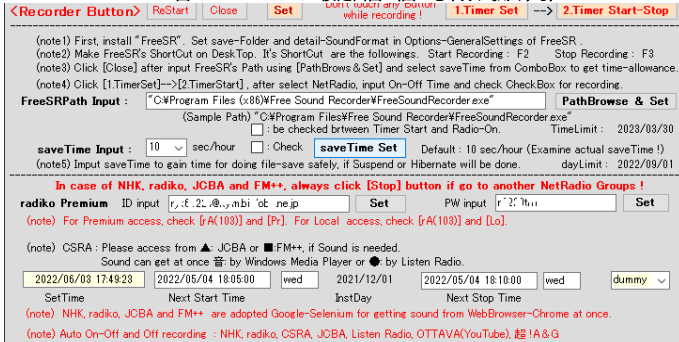 <Recorder Button> ReStart Close Set Don't touch any Button while recording ! 1.Timer Set --> 2.Timer Start-Stop
(note1) First, install "FreeSR". Set save-Folder and detail-SoundFormat in Options-GeneralSettings of FreeSR .
(note2) Make FreeSR's ShortCut on DeskTop. It's ShortCut are the followings. Start Recording : F2 Stop Recording : F3
(note3) Click [Close] after input FreeSR's Path using [PathBrows & Set] and select saveTime from ComboBox to get time-allowance.
(note4) Click [1.TimerSet]-->[2.TimerStart] , after select NetRadio, input On-Off Time and check CheckBox for recording.
FreeSRPath Input : "C:¥Program Files (x86)¥Free Sound Recorder¥FreeSoundRecorder.exe" PathBrowse & Set
(Sample Path) "C:¥Program Files¥Free Sound Recorder¥FreeSoundRecorder.exe"
: be checked brtween Timer Start and Radio-On. TimeLimit : 2023/03/30
saveTime Input : 10 sec/hour : Check saveTime Set Default : 10 sec/hour (Examine actual saveTime !)
(note5) Input saveTime to gain time for doing file-save safely, if Suspend or Hibernate will be done. dayLimit : 2022/09/01
In case of NHK, radiko, JCBA and FM++, always click [Stop] button if go to another NetRadio Groups !
radiko Premium ID input Set PW input Set
(note) For Premium access, check [rA(103)] and [Pr]. For Local access, check [rA(103)] and [Lo].
(note) CSRA : Please access from ▲: JCBA or ■:FM++, if Sound is needed.
Sound can get at once 音: by Windows Media Player or ●: by Listen Radio.
2022/06/03 17:49:23 2022/05/04 18:05:00 wed 2021/12/01 2022/05/04 18:10:00 wed dummy
SetTime Next Start Time InstDay Next Stop Time
(note) NHK, radiko, JCBA and FM++ are adopted Google-Selenium for getting sound from WebBrowser-Chrome at once.
(note) Auto On-Off and Off recording : NHK, radiko, CSRA, JCBA, Listen Radio, OTTAVA(YouTube), 超!A&G